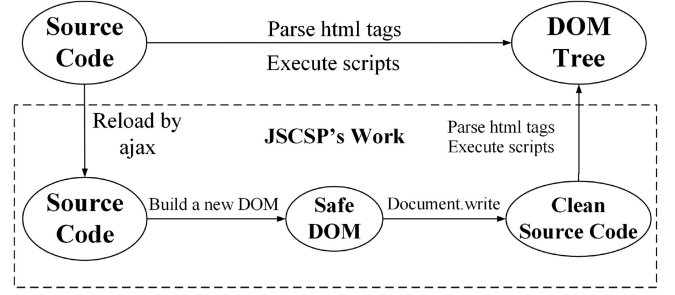 Source
Code
Parse html tags
Execute scripts
DOM
Tree
Reload by
ajax
JSCSP's Work
Parse html tags
Execute scripts
Source
Code
Build a new DOM
Safe
DOM
Document.write
Clean
Source Code